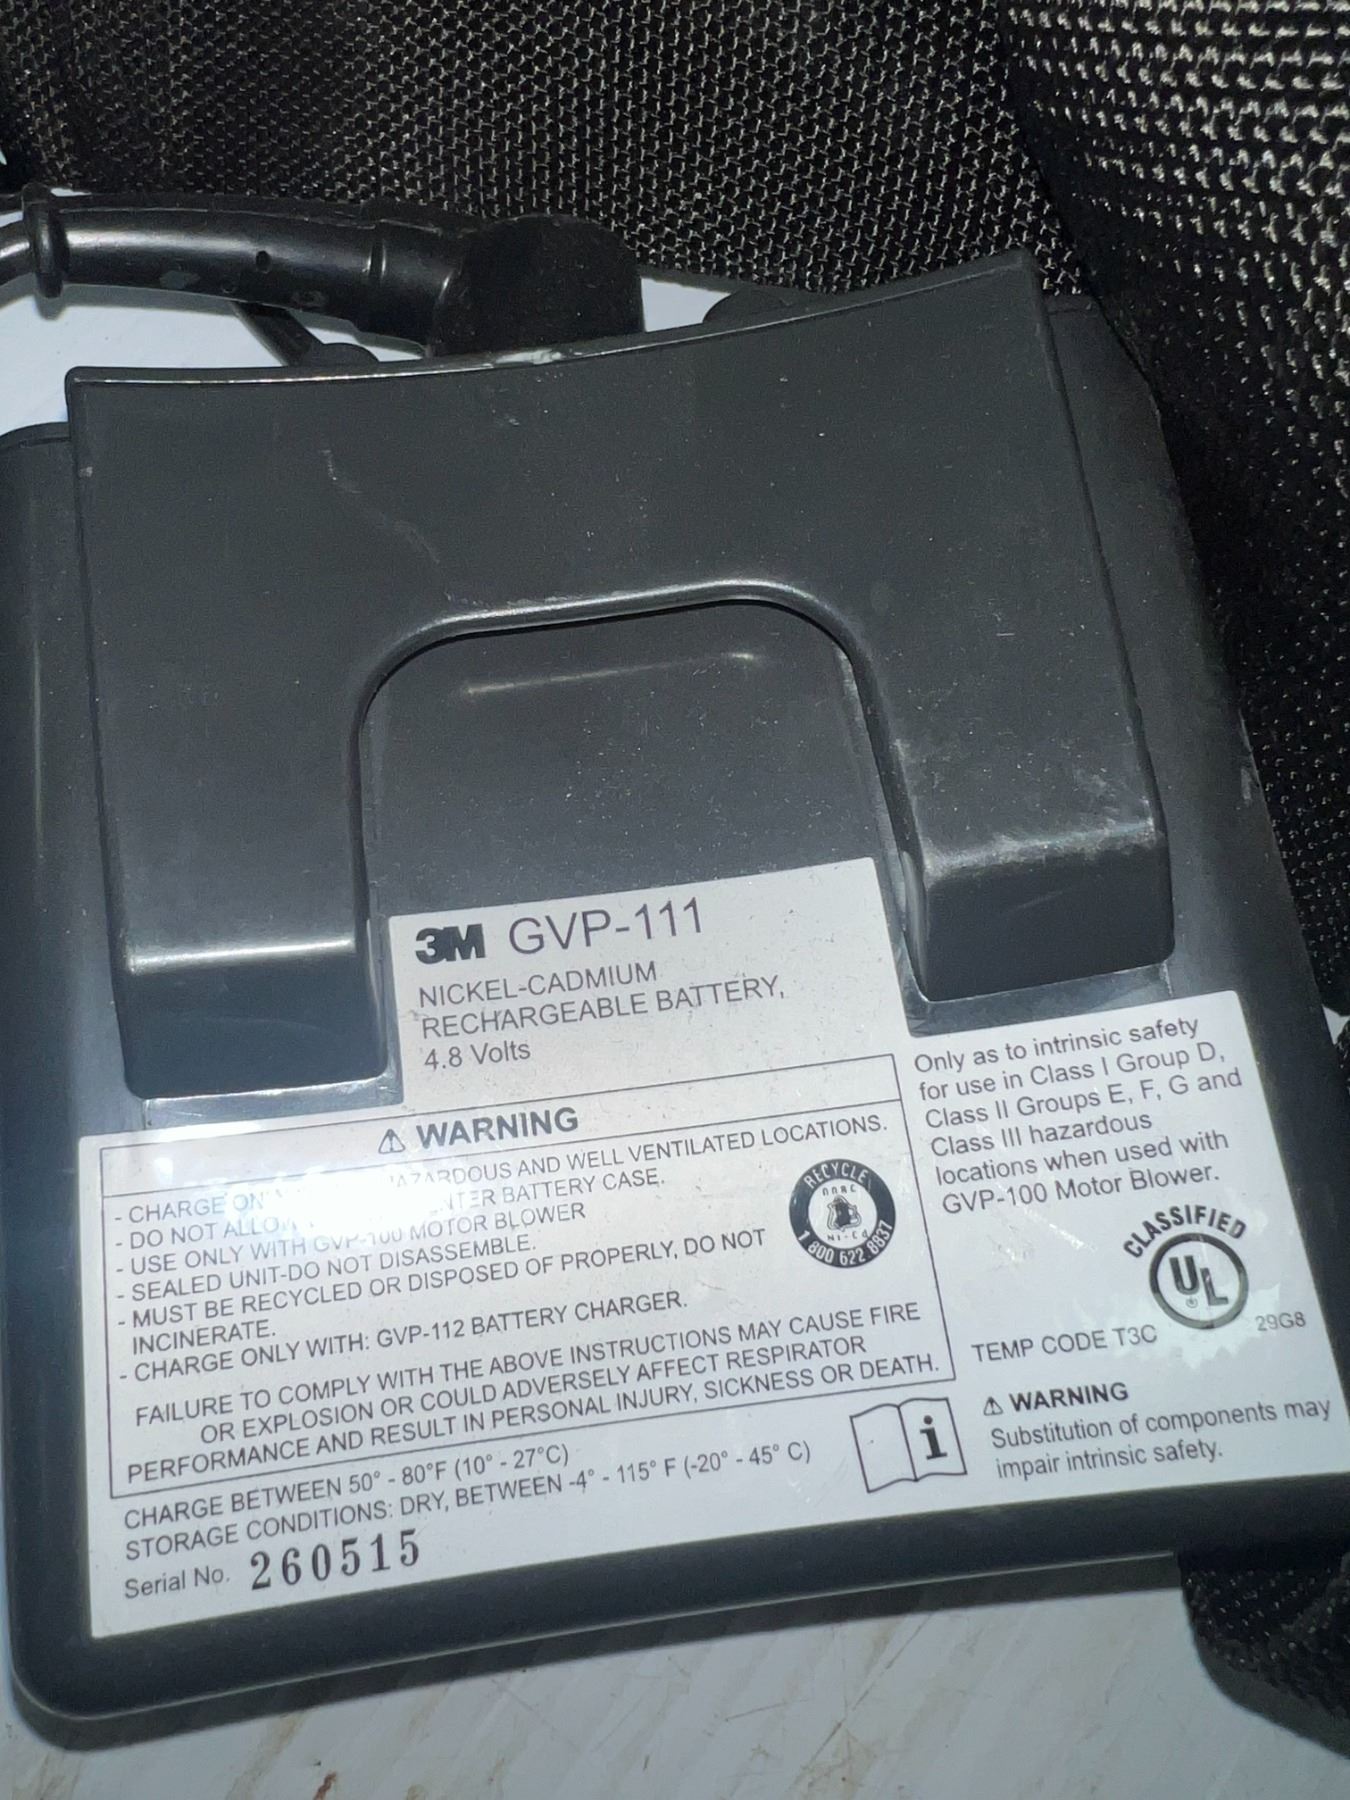 3M GVP-111
NICKEL-CADMIUM
RECHARGEABLE BATTERY,
4.8 Volts
⚠ WARNING
- CHARGE ON HAZARDOUS AND WELL VENTILATED LOCATIONS.
- DO NOT ALLOW ENTER BATTERY CASE.
- USE ONLY WITH GVP-100 MOTOR BLOWER
- SEALED UNIT-DO NOT DISASSEMBLE.
- MUST BE RECYCLED OR DISPOSED OF PROPERLY, DO NOT
INCINERATE.
- CHARGE ONLY WITH: GVP-112 BATTERY CHARGER.
FAILURE TO COMPLY WITH THE ABOVE INSTRUCTIONS MAY CAUSE FIRE
OR EXPLOSION OR COULD ADVERSELY AFFECT RESPIRATOR
PERFORMANCE AND RESULT IN PERSONAL INJURY, SICKNESS OR DEATH.
RECYCLE
RBRC
Ni-Cd
1 800 822 8837
CHARGE BETWEEN 50° - 80°F (10° - 27°C)
STORAGE CONDITIONS: DRY, BETWEEN -4° - 115° F (-20° - 45° C)
Serial No. 260515
i
Only as to intrinsic safety
for use in Class I Group D,
Class II Groups E, F, G and
Class III hazardous
locations when used with
GVP-100 Motor Blower.
CLASSIFIED
UL®
TEMP CODE T3C
29G8
⚠ WARNING
Substitution of components may
impair intrinsic safety.